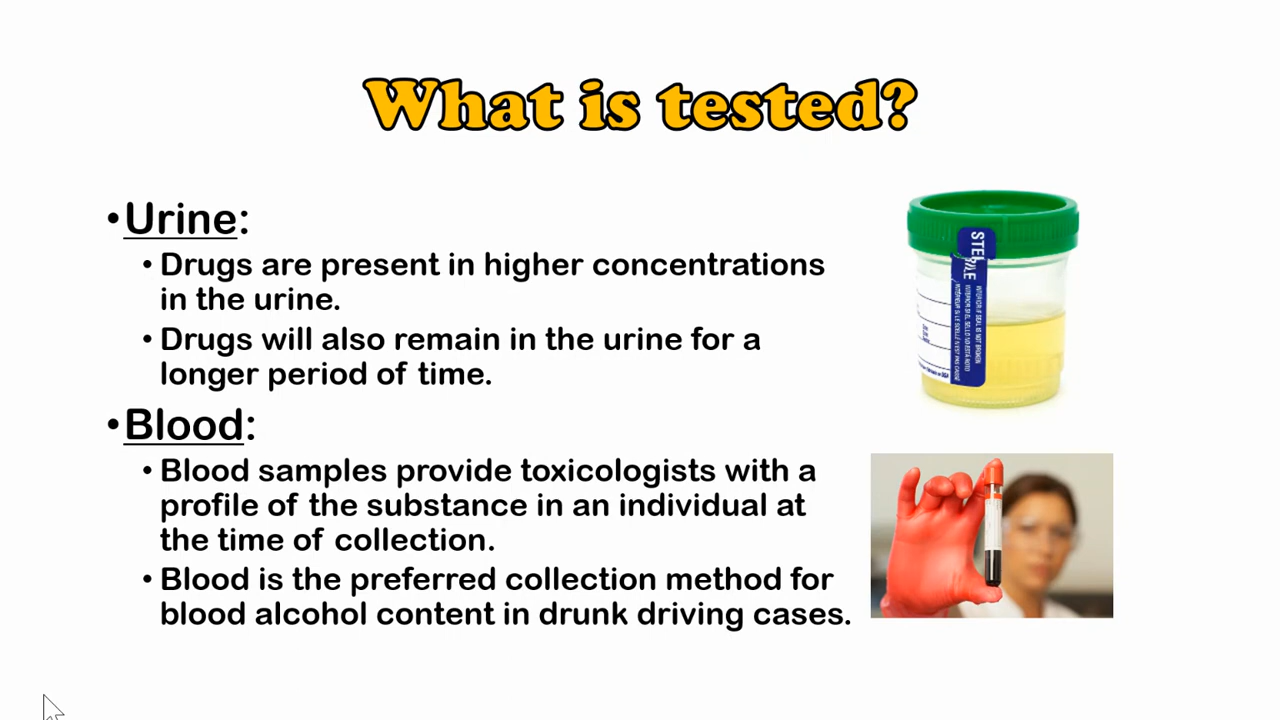 What is tested?
•Urine:
• Drugs are present in higher concentrations
in the urine.
• Drugs will also remain in the urine for a
longer period of time.
•Blood:
• Blood samples provide toxicologists with a
profile of the substance in an individual at
the time of collection.
• Blood is the preferred collection method for
blood alcohol content in drunk driving cases.
STERILE